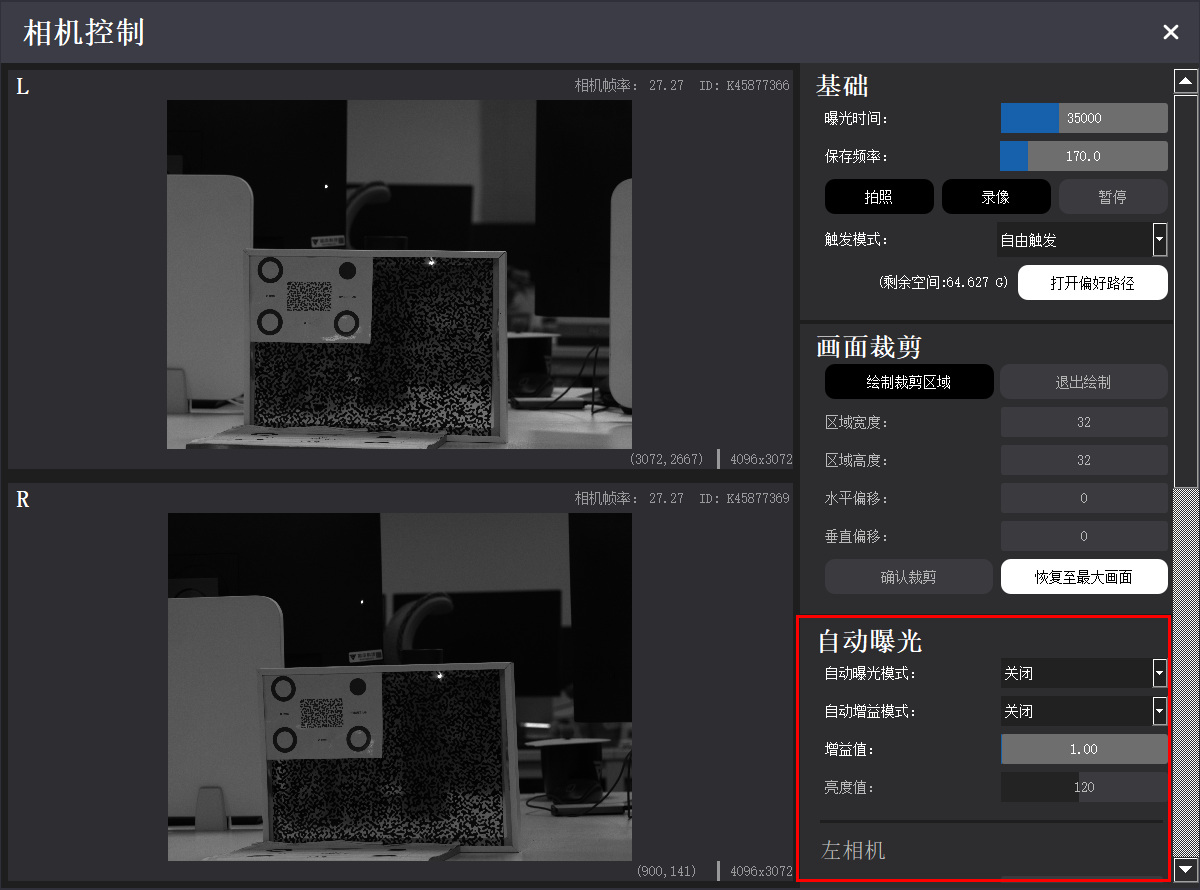 相机控制
L
相机帧率: 27.27 ID: K45877366
(3072,2667)
4096x3072
R
相机帧率: 27.27 ID: K45877369
(900,141)
4096x3072
基础
曝光时间:
35000
保存频率:
170.0
拍照
录像
暂停
触发模式:
自由触发
(剩余空间:64.627 G)
打开偏好路径
画面裁剪
绘制裁剪区域
退出绘制
区域宽度:
32
区域高度:
32
水平偏移:
0
垂直偏移:
0
确认裁剪
恢复至最大画面
自动曝光
自动曝光模式:
关闭
自动增益模式:
关闭
增益值:
1.00
亮度值:
120
左相机